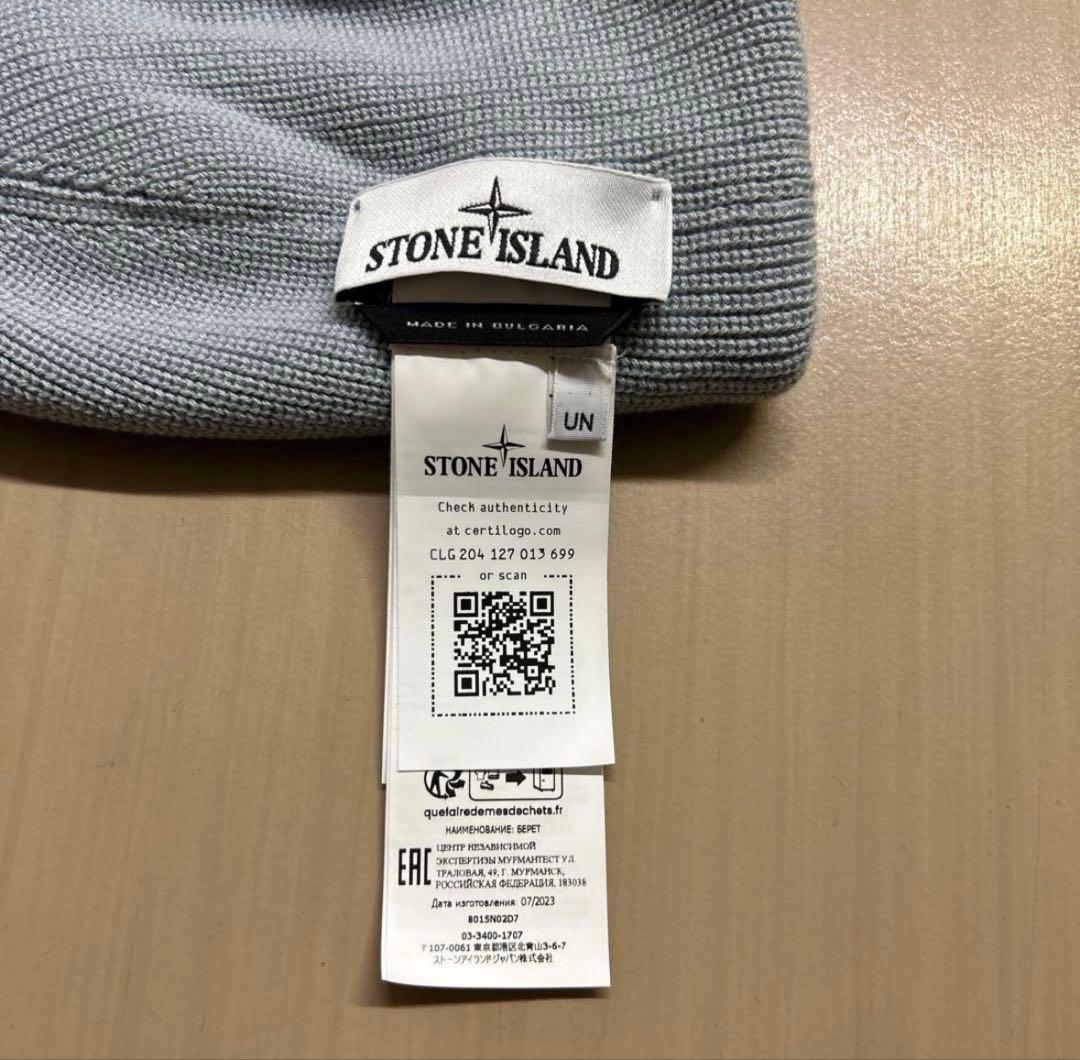 STONE ISLAND
MADE IN BULGARIA
UN
STONE ISLAND
Check authenticity
at certilogo.com
CLG 204 127 013 699
or scan
quefairedemesdechets.fr
НАИМЕНОВАНИЕ: БЕРЕТ
EAC
ЦЕНТР НЕЗАВИСИМОЙ
ЭКСПЕРТИЗЫ МУРМАНТЕСТ УЛ.
ТРАЛОВАЯ, 49, Г. МУРМАНСК,
РОССИЙСКАЯ ФЕДЕРАЦИЯ, 183038
Дата изготовления: 07/2023
8015N02D7
03-3400-1707
〒107-0061 東京都港区北青山3-6-7
ストーンアイランドジャパン株式会社